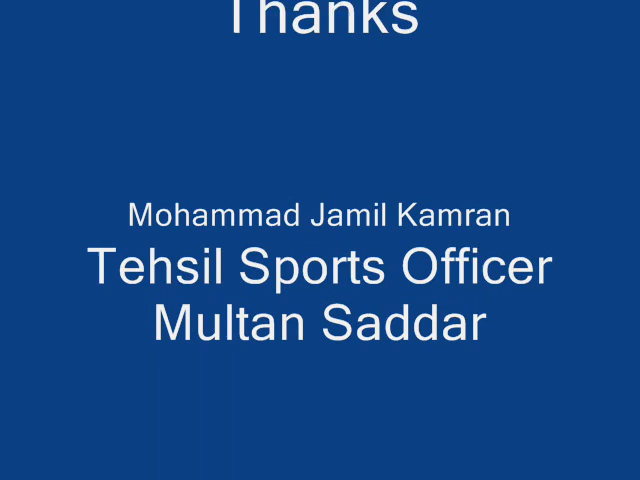 Thanks
Mohammad Jamil Kamran
Tehsil Sports Officer
Multan Saddar